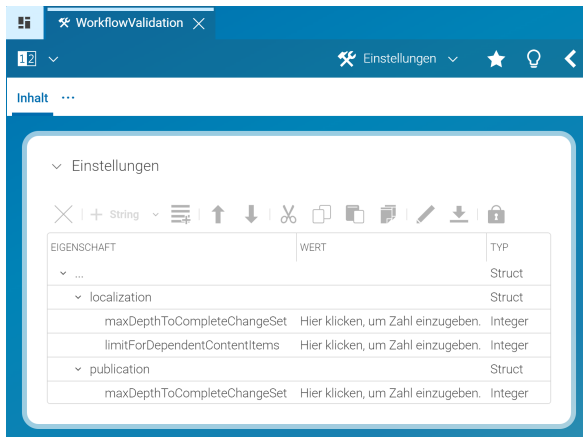 WorkflowValidation
12
Einstellungen
Inhalt ...
Einstellungen
String
EIGENSCHAFT WERT TYP
... Struct
localization Struct
maxDepthToCompleteChangeSet Hier klicken, um Zahl einzugeben. Integer
limitForDependentContentItems Hier klicken, um Zahl einzugeben. Integer
publication Struct
maxDepthToCompleteChangeSet Hier klicken, um Zahl einzugeben. Integer